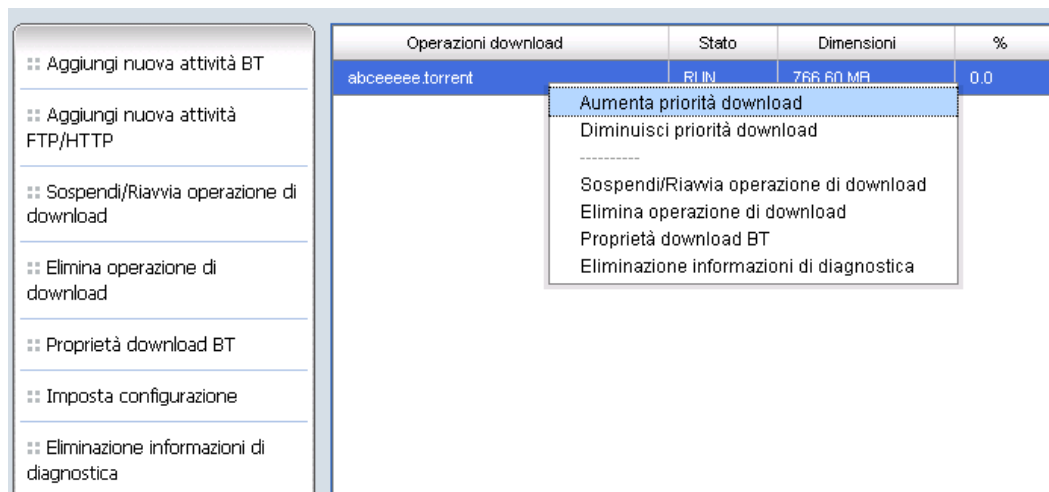 Aggiungi nuova attività BT
Aggiungi nuova attività
FTP/HTTP
Sospendi/Riavvia operazione di
download
Elimina operazione di
download
Proprietà download BT
Imposta configurazione
Eliminazione informazioni di
diagnostica
Operazioni download Stato Dimensioni %
abceeeee.torrent RUN 766.60 MB 0.0
Aumenta priorità download
Diminuisci priorità download
----------
Sospendi/Riavvia operazione di download
Elimina operazione di download
Proprietà download BT
Eliminazione informazioni di diagnostica